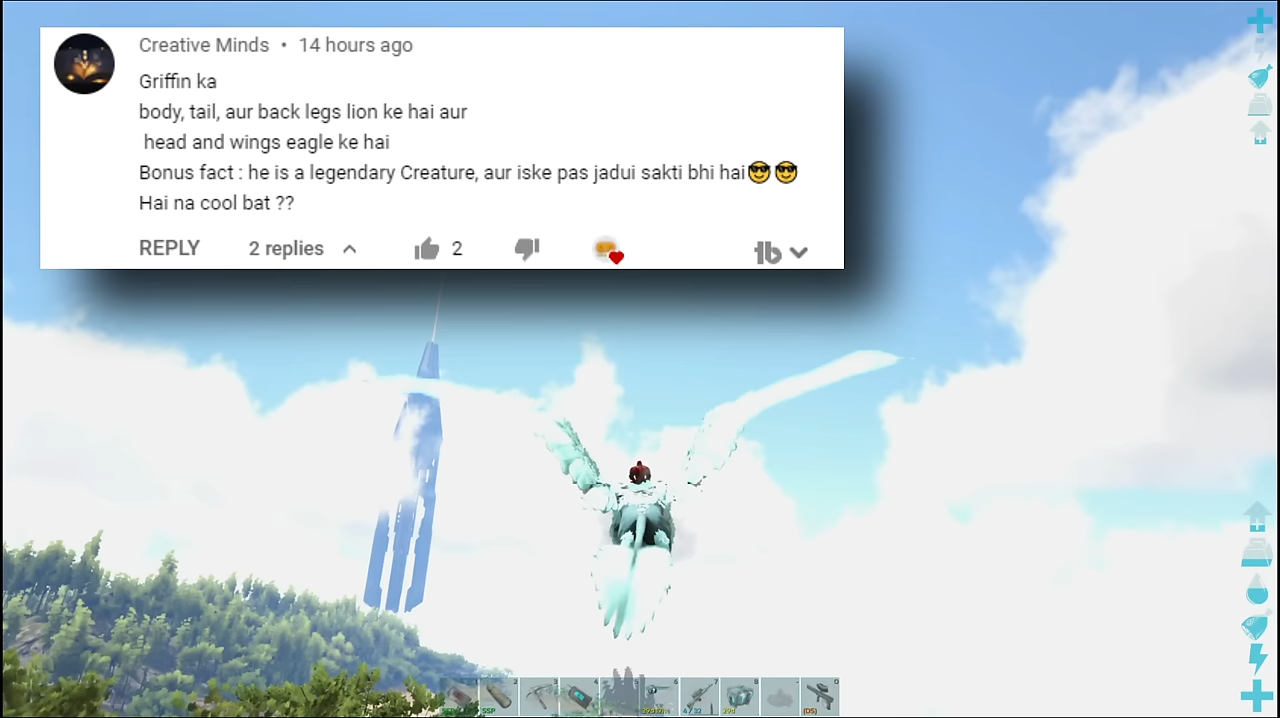 Creative Minds • 14 hours ago
Griffin ka
body, tail, aur back legs lion ke hai aur
head and wings eagle ke hai
Bonus fact : he is a legendary Creature, aur iske pas jadui sakti bhi hai😎😎
Hai na cool bat ??
REPLY 2 replies 2